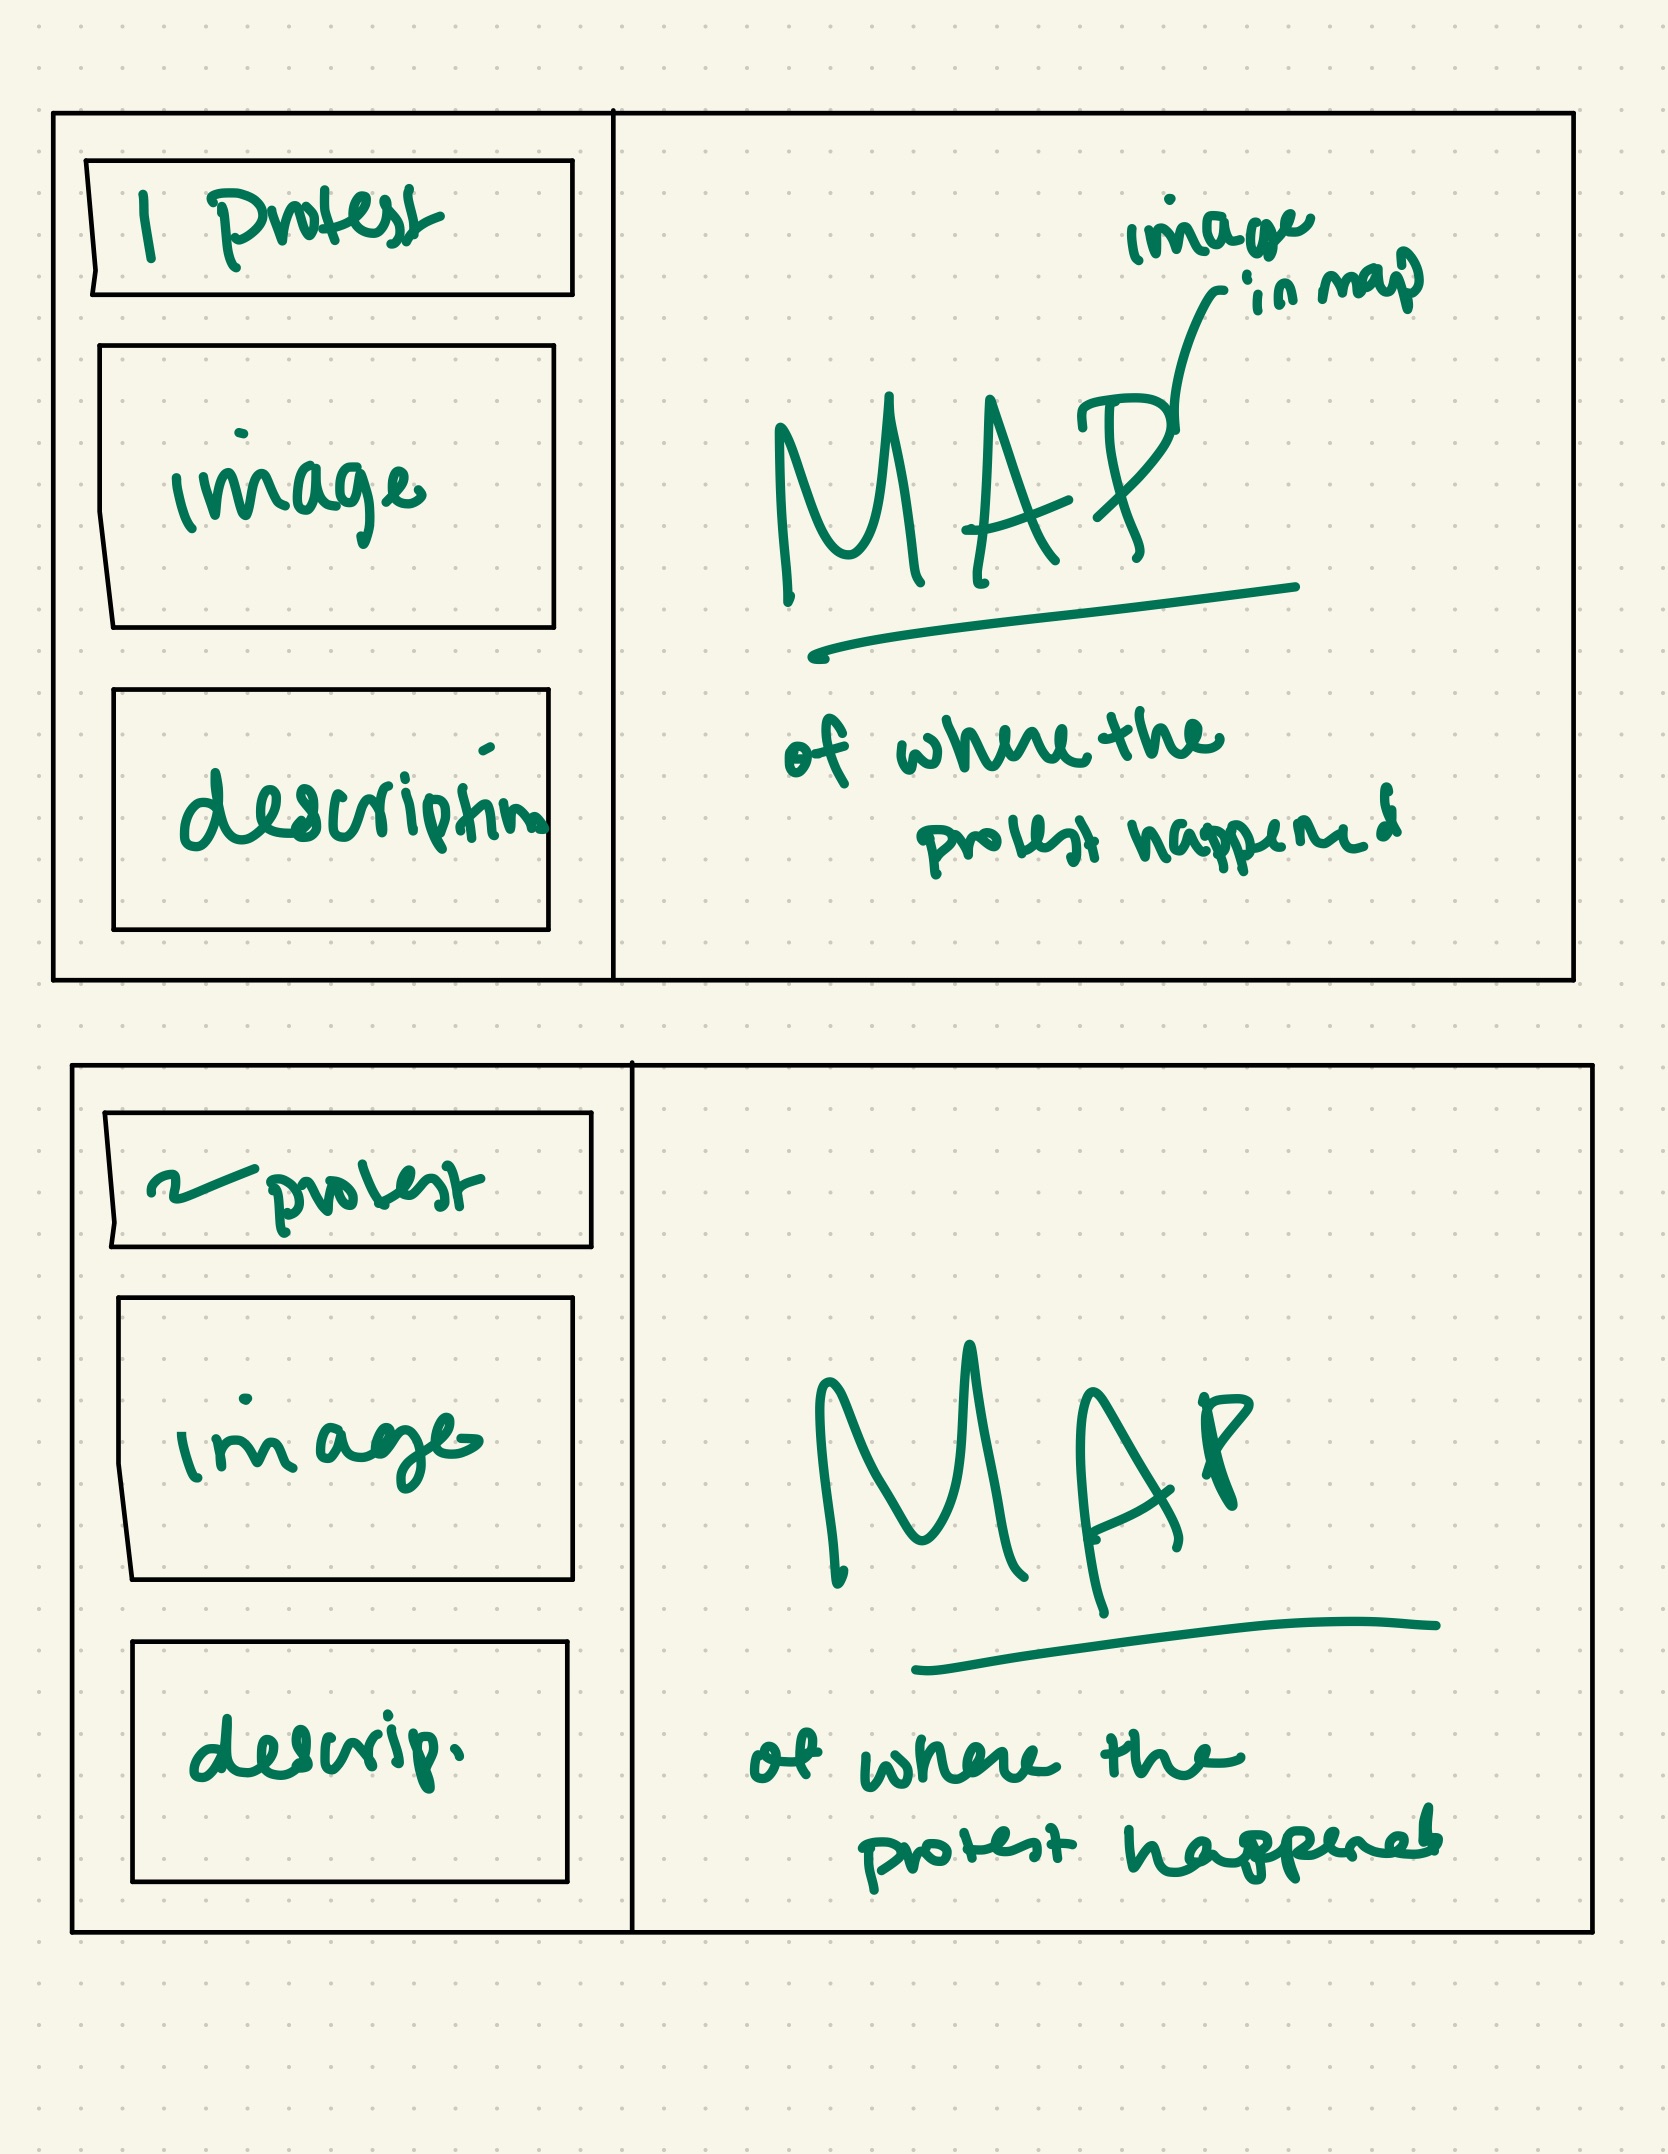 1 Protest
image
description
image
in map
MAP
of where the
protest happened
2 protest
image
descrip.
MAP
of where the
protest happened